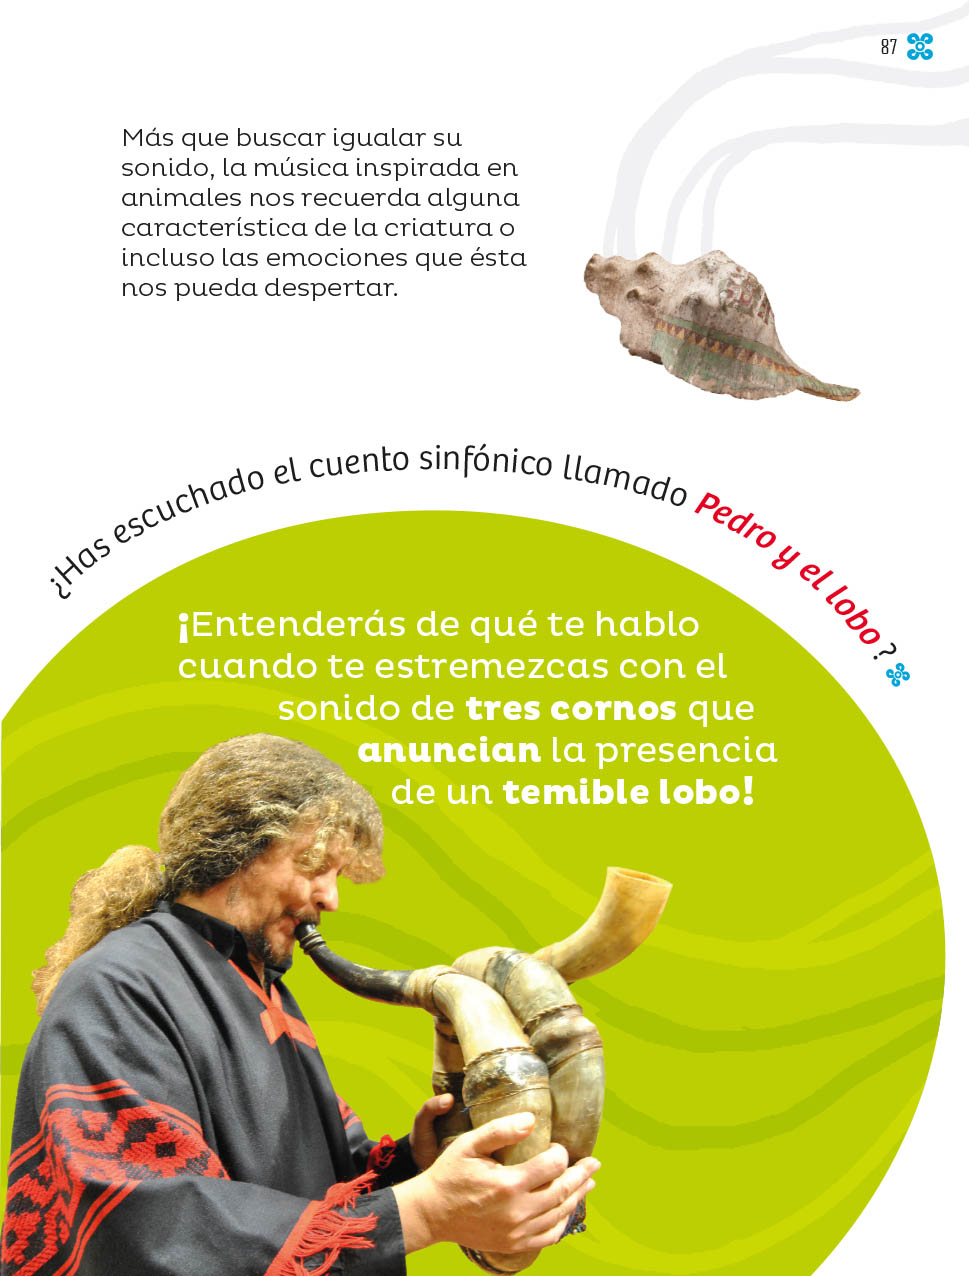 87
Más que buscar igualar su
sonido, la música inspirada en
animales nos recuerda alguna
característica de la criatura o
incluso las emociones que ésta
nos pueda despertar.
¿Has escuchado el cuento sinfónico llamado Pedro y el lobo?
¡Entenderás de qué te hablo
cuando te estremezcas con el
sonido de tres cornos que
anuncian la presencia
de un temible lobo!